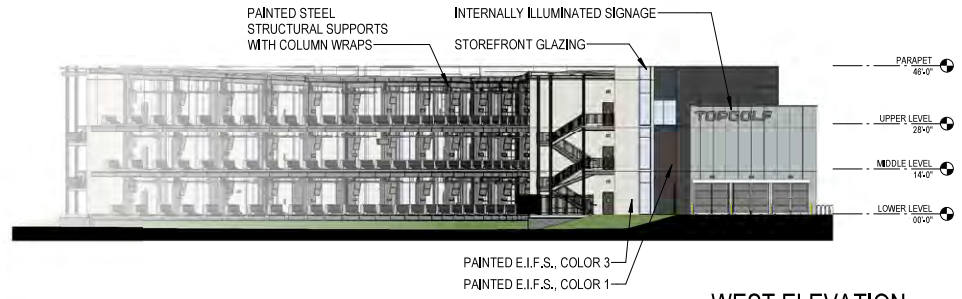 PAINTED STEEL
STRUCTURAL SUPPORTS
WITH COLUMN WRAPS
INTERNALLY ILLUMINATED SIGNAGE
STOREFRONT GLAZING
PARAPET
46'-0"
TOPGOLF
UPPER LEVEL
28'-0"
MIDDLE LEVEL
14'-0"
LOWER LEVEL
00'-0"
PAINTED E.I.F.S., COLOR 3
PAINTED E.I.F.S., COLOR 1
WEST ELEVATION